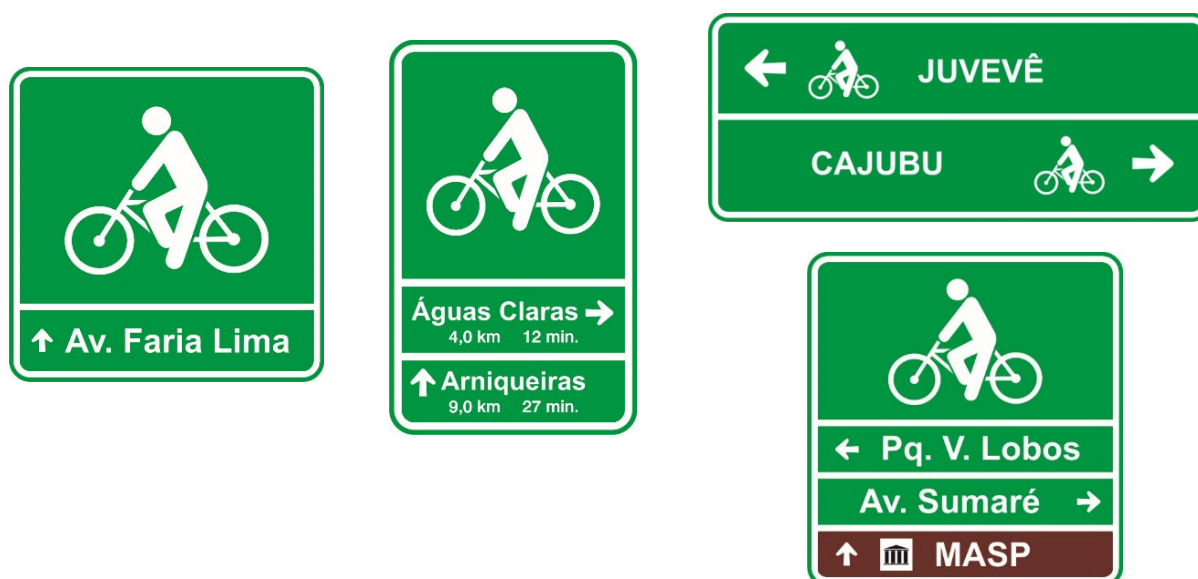 Av. Faria Lima
Águas Claras
4,0 km 12 min.
Arniqueiras
9,0 km 27 min.
JUVEVÊ
CAJUBU
Pq. V. Lobos
Av. Sumaré
MASP